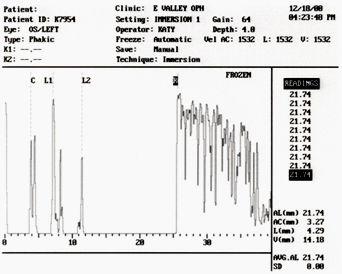 Patient: Clinic: E VALLEY OPH 12/18/00
Patient ID: K7954 Setting: IMMERSION 1 Gain: 64 04:23:40 PM
Eye: OS/LEFT Operator: KATY Depth: 4.0
Type: Phakic Freeze: Automatic Vel AC: 1532 L: 1532 V: 1532
K1: --.-- Save: Manual
K2: --.-- Technique: Immersion
C L1 L2 R FROZEN
READINGS
21.74
21.74
21.74
21.74
21.74
21.74
21.74
21.74
21.74
21.74
AL(mm) 21.74
AC(mm) 3.27
L(mm) 4.29
V(mm) 14.18
0 10 20 30
AVG.AL 21.74
SD 0.00